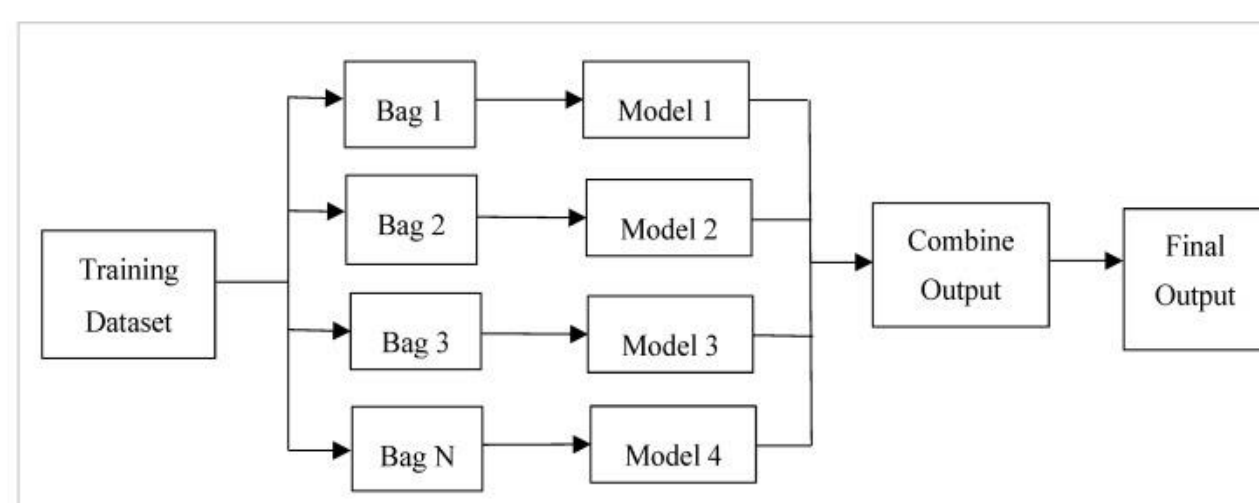 Training
Dataset
Bag 1
Bag 2
Bag 3
Bag N
Model 1
Model 2
Model 3
Model 4
Combine
Output
Final
Output